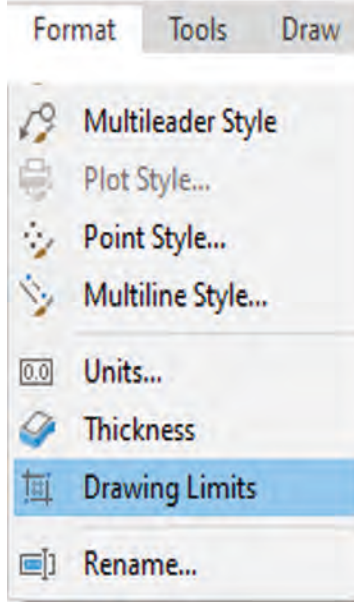 Format Tools Draw
Multileader Style
Plot Style...
Point Style...
Multiline Style...
0.0 Units...
Thickness
Drawing Limits
Rename...